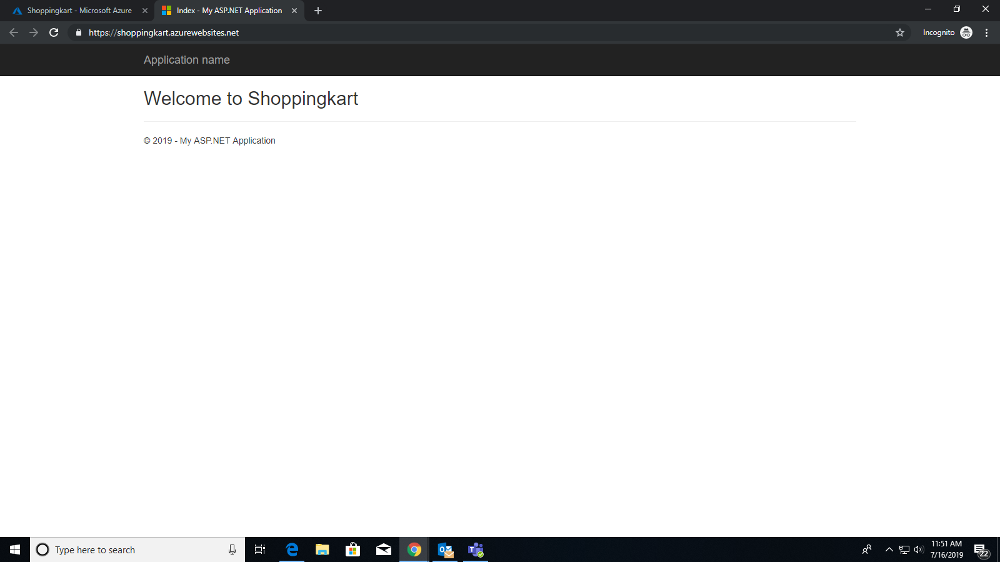 Shoppingkart - Microsoft Azure
Index - My ASP.NET Application
https://shoppingkart.azurewebsites.net
Incognito
Application name
Welcome to Shoppingkart
© 2019 - My ASP.NET Application
Type here to search
11:51 AM
7/16/2019
22